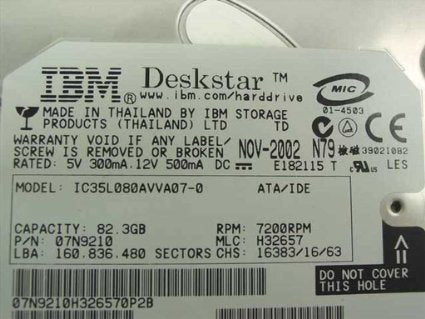 IBM® Deskstar™
www.ibm.com/harddrive
MIC
01-4503
MADE IN THAILAND BY IBM STORAGE
PRODUCTS (THAILAND) LTD TD
WARRANTY VOID IF ANY LABEL/
SCREW IS REMOVED OR BROKEN
NOV-2002 N79
39021082
RATED: 5V 300mA.12V 500mA DC
E182115 T
LES
MODEL: IC35L080AVVA07-0 ATA/IDE
CAPACITY: 82.3GB RPM: 7200RPM
P/N: 07N9210 MLC: H32657
LBA: 160.836.480 SECTORS CHS: 16383/16/63
DO NOT COVER
THIS HOLE
07N9210H326570P2B